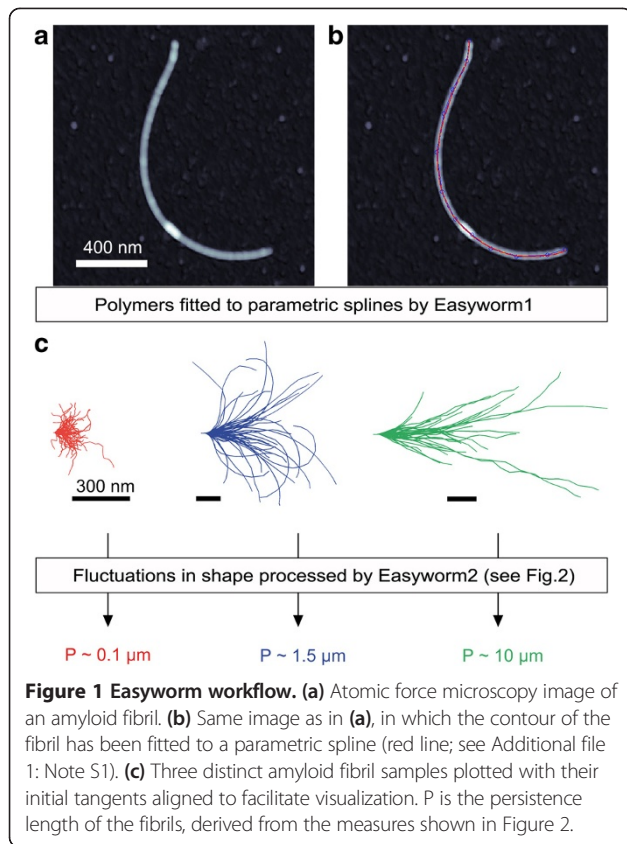 a
b
400 nm
Polymers fitted to parametric splines by Easyworm1
c
300 nm
Fluctuations in shape processed by Easyworm2 (see Fig.2)
P ~ 0.1 µm
P ~ 1.5 µm
P ~ 10 µm
Figure 1 Easyworm workflow. (a) Atomic force microscopy image of
an amyloid fibril. (b) Same image as in (a), in which the contour of the
fibril has been fitted to a parametric spline (red line; see Additional file
1: Note S1). (c) Three distinct amyloid fibril samples plotted with their
initial tangents aligned to facilitate visualization. P is the persistence
length of the fibrils, derived from the measures shown in Figure 2.